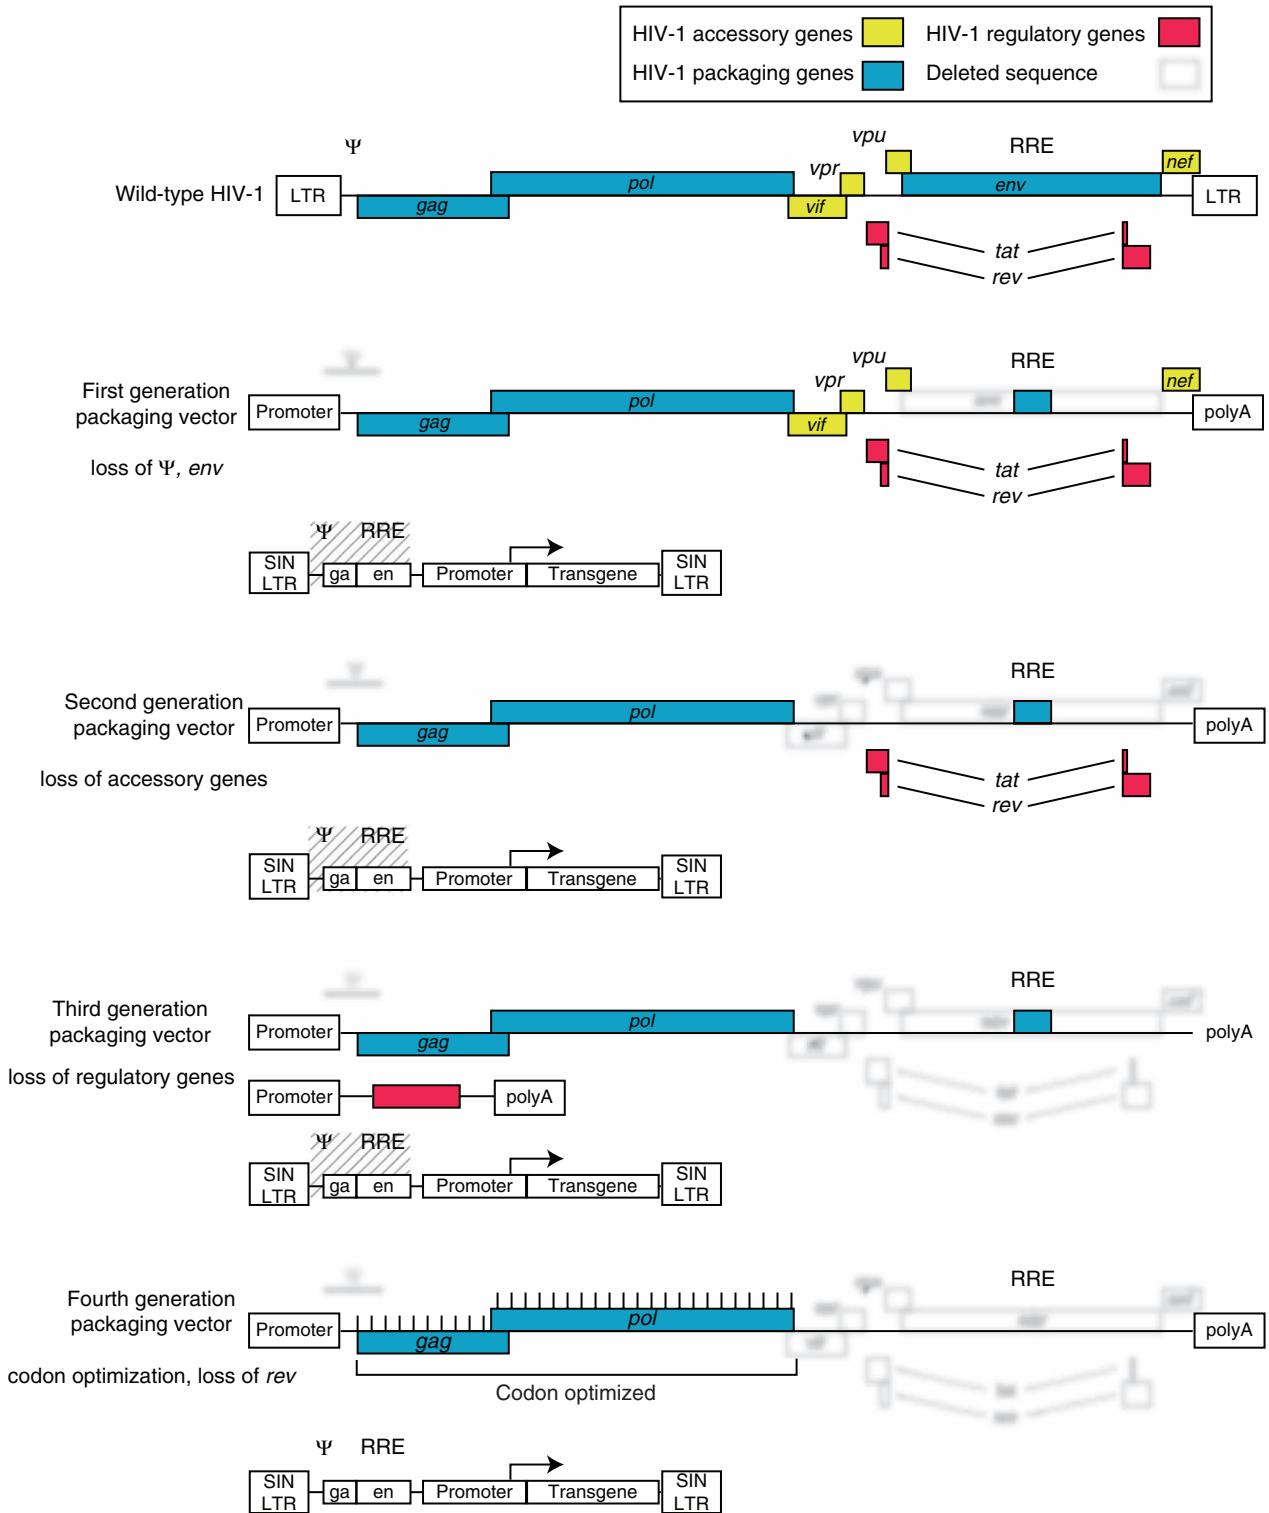 HIV-1 accessory genes
HIV-1 regulatory genes
HIV-1 packaging genes
Deleted sequence
Ψ
vpu
RRE
vpr
nef
Wild-type HIV-1
LTR
pol
env
LTR
gag
vif
tat
rev
vpu
RRE
First generation
packaging vector
vpr
nef
Promoter
pol
polyA
gag
vif
loss of Ψ, env
tat
rev
Ψ RRE
SIN
LTR
ga
en
Promoter
Transgene
SIN
LTR
RRE
Second generation
packaging vector
Promoter
pol
polyA
gag
loss of accessory genes
tat
rev
Ψ RRE
SIN
LTR
ga
en
Promoter
Transgene
SIN
LTR
RRE
Third generation
packaging vector
Promoter
pol
polyA
gag
loss of regulatory genes
Promoter
polyA
Ψ RRE
SIN
LTR
ga
en
Promoter
Transgene
SIN
LTR
RRE
Fourth generation
packaging vector
Promoter
pol
polyA
gag
codon optimization, loss of rev
Codon optimized
Ψ RRE
SIN
LTR
ga
en
Promoter
Transgene
SIN
LTR